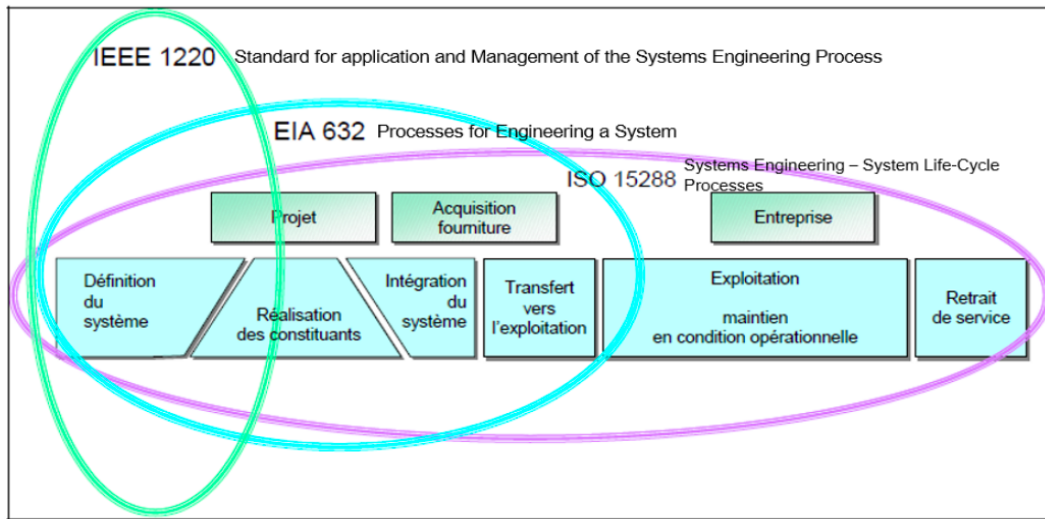 IEEE 1220 Standard for application and Management of the Systems Engineering Process
EIA 632 Processes for Engineering a System
ISO 15288 Systems Engineering – System Life-Cycle
Processes
Projet
Acquisition
fourniture
Entreprise
Définition
du
système
Réalisation
des constituants
Intégration
du
système
Transfert
vers
l'exploitation
Exploitation
maintien
en condition opérationnelle
Retrait
de service